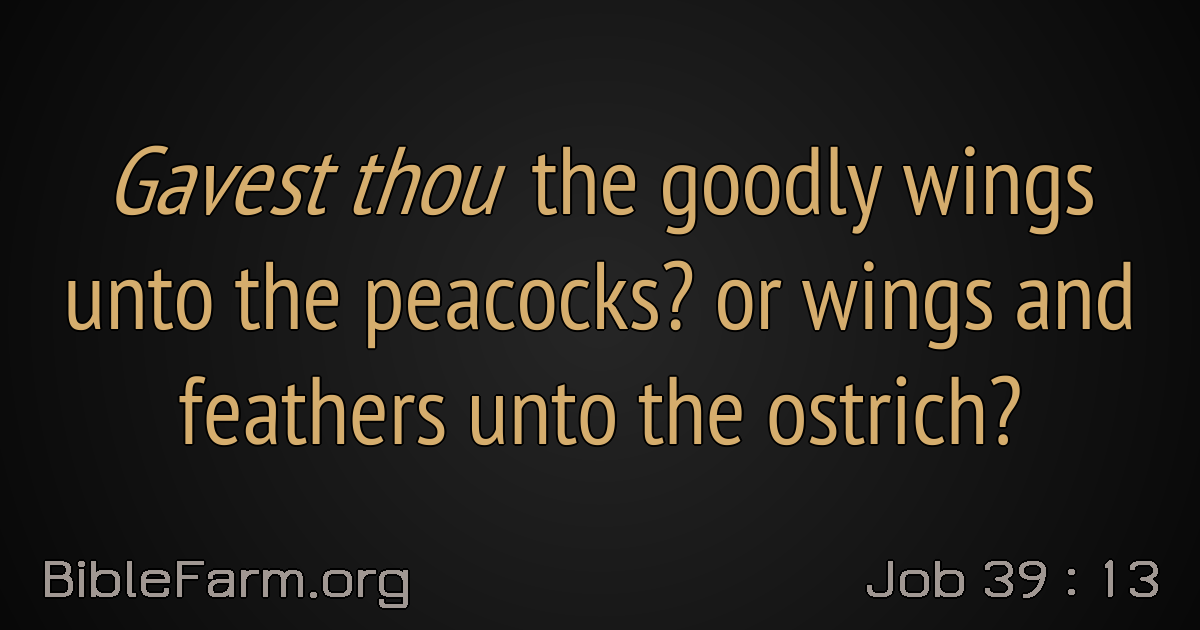 Gavest thou the goodly wings
unto the peacocks? or wings and
feathers unto the ostrich?
BibleFarm.org
Job 39 : 13